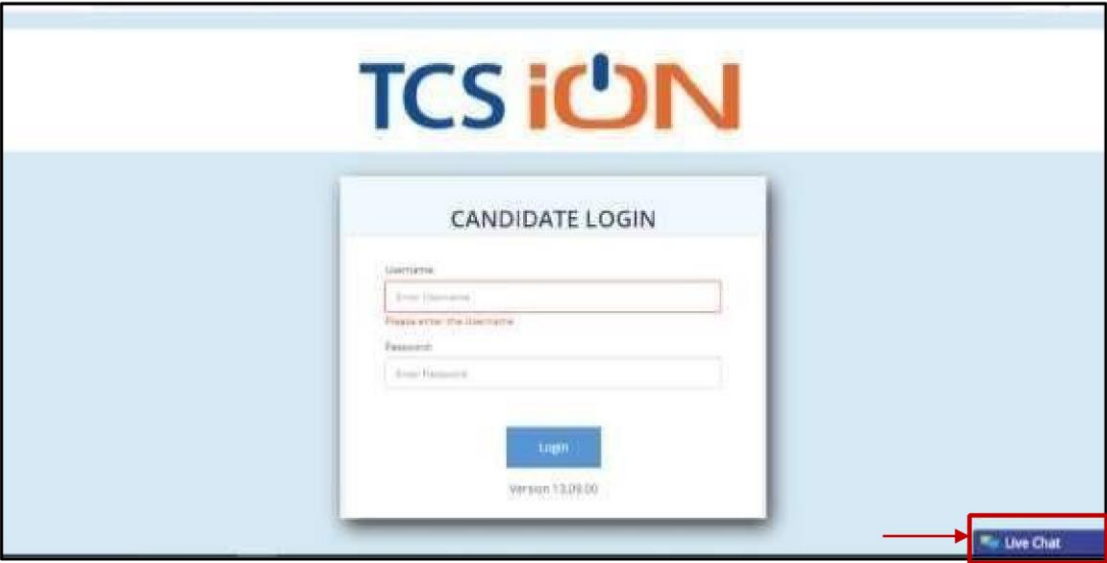 TCS iON
CANDIDATE LOGIN
Username
Enter Username
Please enter the Username
Password
Enter Password
Login
Version 13.09.00
Live Chat